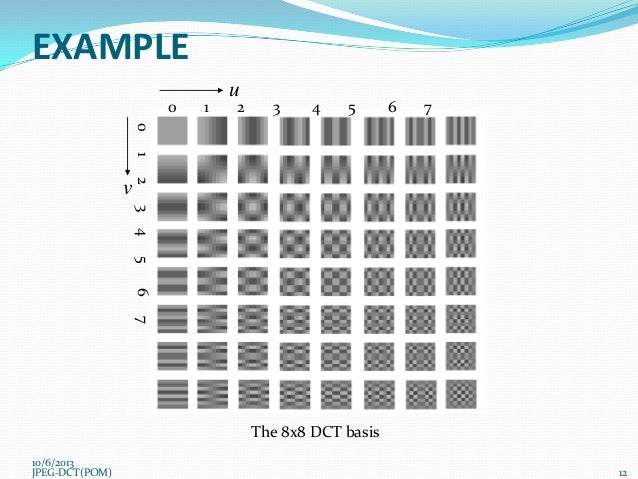 EXAMPLE
u
0 1 2 3 4 5 6 7
v
0 1 2 3 4 5 6 7
The 8x8 DCT basis
10/6/2013
JPEG-DCT(POM)
12